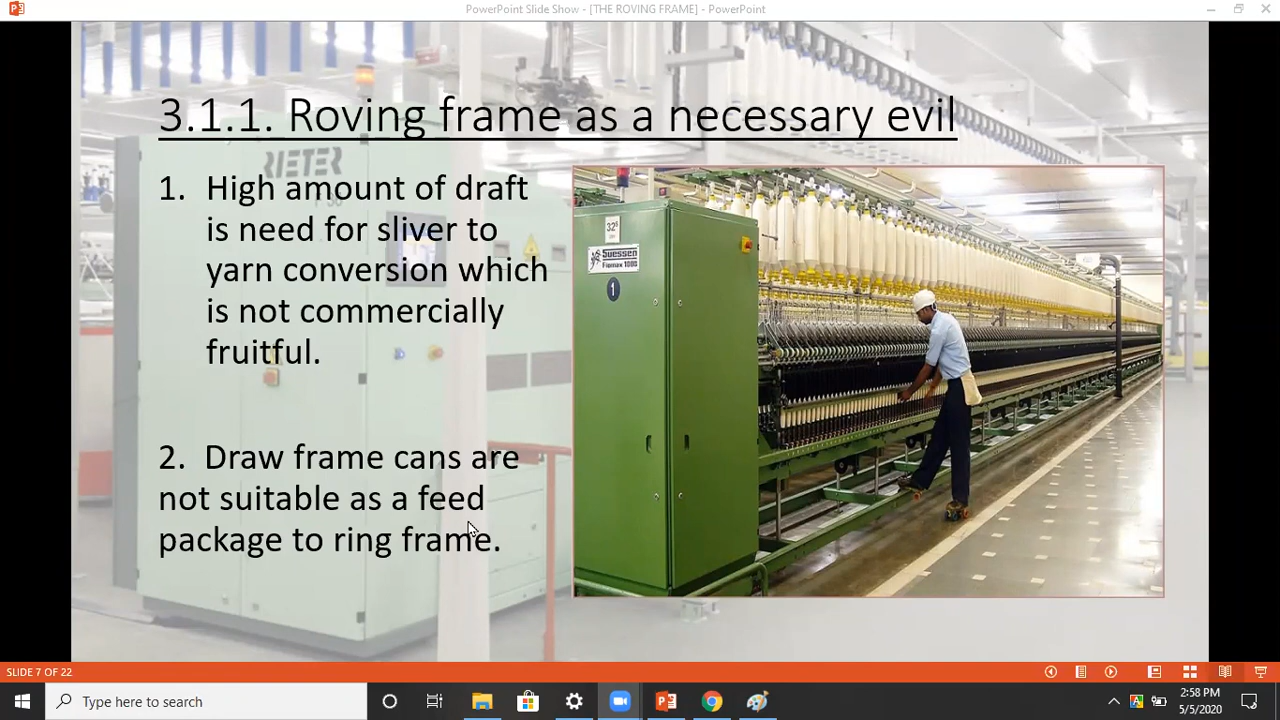 PowerPoint Slide Show - [THE ROVING FRAME] - PowerPoint
3.1.1. Roving frame as a necessary evil
RIETER
1. High amount of draft
is need for sliver to
yarn conversion which
is not commercially
fruitful.
2. Draw frame cans are
not suitable as a feed
package to ring frame.
32s
Suessen
Fiomax 1000
1
SLIDE 7 OF 22
Type here to search
2:58 PM
5/5/2020